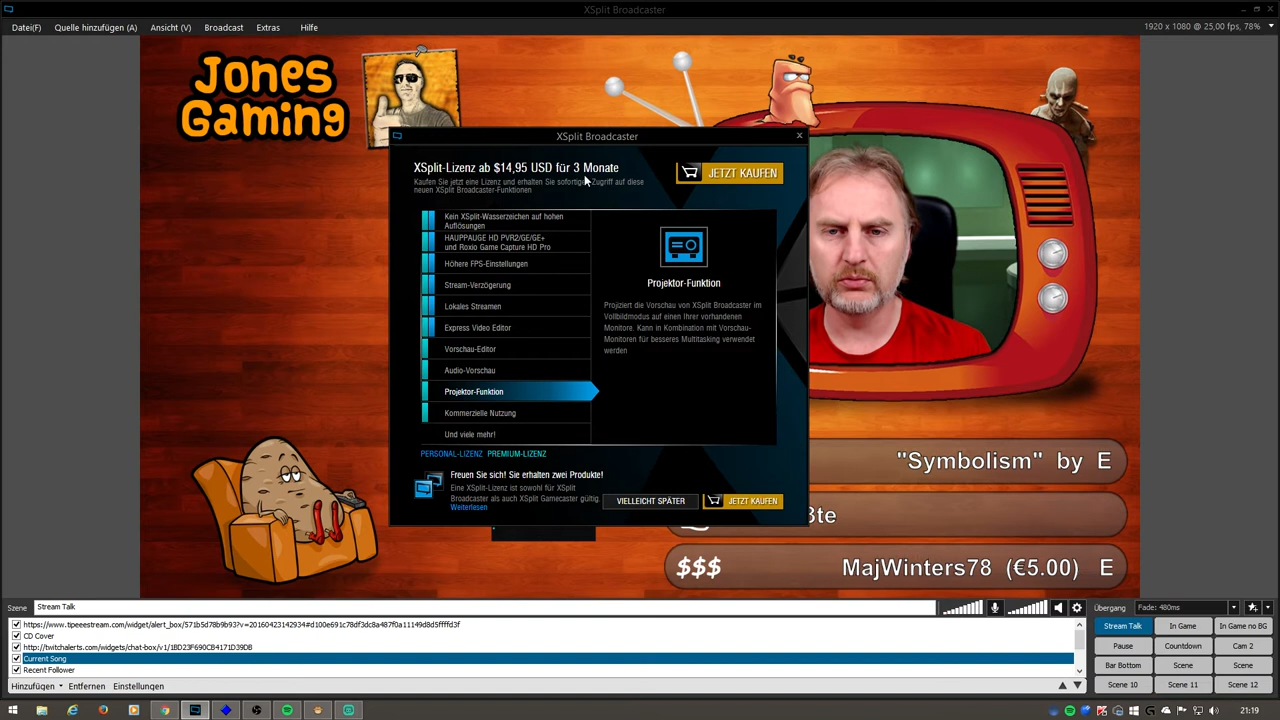 XSplit Broadcaster
Datei(F) Quelle hinzufügen (A) Ansicht (V) Broadcast Extras Hilfe
1920 x 1080 @ 25,00 fps, 78%
Jones
Gaming
XSplit Broadcaster
XSplit-Lizenz ab $14,95 USD für 3 Monate
JETZT KAUFEN
Kaufen Sie jetzt eine Lizenz und erhalten Sie sofortigen Zugriff auf diese
neuen XSplit Broadcaster-Funktionen
Kein XSplit-Wasserzeichen auf hohen
Auflösungen
HAUPPAUGE HD PVR2/GE/GE+
und Roxio Game Capture HD Pro
Höhere FPS-Einstellungen
Stream-Verzögerung
Lokales Streamen
Express Video Editor
Vorschau-Editor
Audio-Vorschau
Projektor-Funktion
Kommerzielle Nutzung
Und viele mehr!
Projektor-Funktion
Projiziert die Vorschau von XSplit Broadcaster im
Vollbildmodus auf einen Ihrer vorhandenen
Monitore. Kann in Kombination mit Vorschau-
Monitoren für besseres Multitasking verwendet
werden
PERSONAL-LIZENZ PREMIUM-LIZENZ
Freuen Sie sich! Sie erhalten zwei Produkte!
Eine XSplit-Lizenz ist sowohl für XSplit
Broadcaster als auch XSplit Gamecaster gültig.
Weiterlesen
VIELLEICHT SPÄTER
JETZT KAUFEN
"Symbolism" by E
$$$ MajWinters78 (€5.00) E
Szene Stream Talk
Übergang Fade: 480ms
https://www.tipeeestream.com/widget/alert_box/571b5d78b9b93?v=20160423142934#d100e691c78df3dc8a487f0a11149d8d5ffffd3f
CD Cover
http://twitchalerts.com/widgets/chat-box/v1/1BD23F690CB4171D39DB
Current Song
Recent Follower
Stream Talk In Game In Game no BG
Pause Countdown Cam 2
Bar Bottom Scene Scene
Scene 10 Scene 11 Scene 12
Hinzufügen Entfernen Einstellungen
21:19